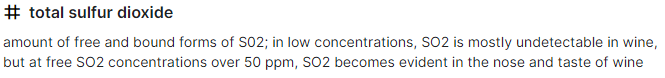 # total sulfur dioxide
amount of free and bound forms of S02; in low concentrations, SO2 is mostly undetectable in wine,
but at free SO2 concentrations over 50 ppm, SO2 becomes evident in the nose and taste of wine